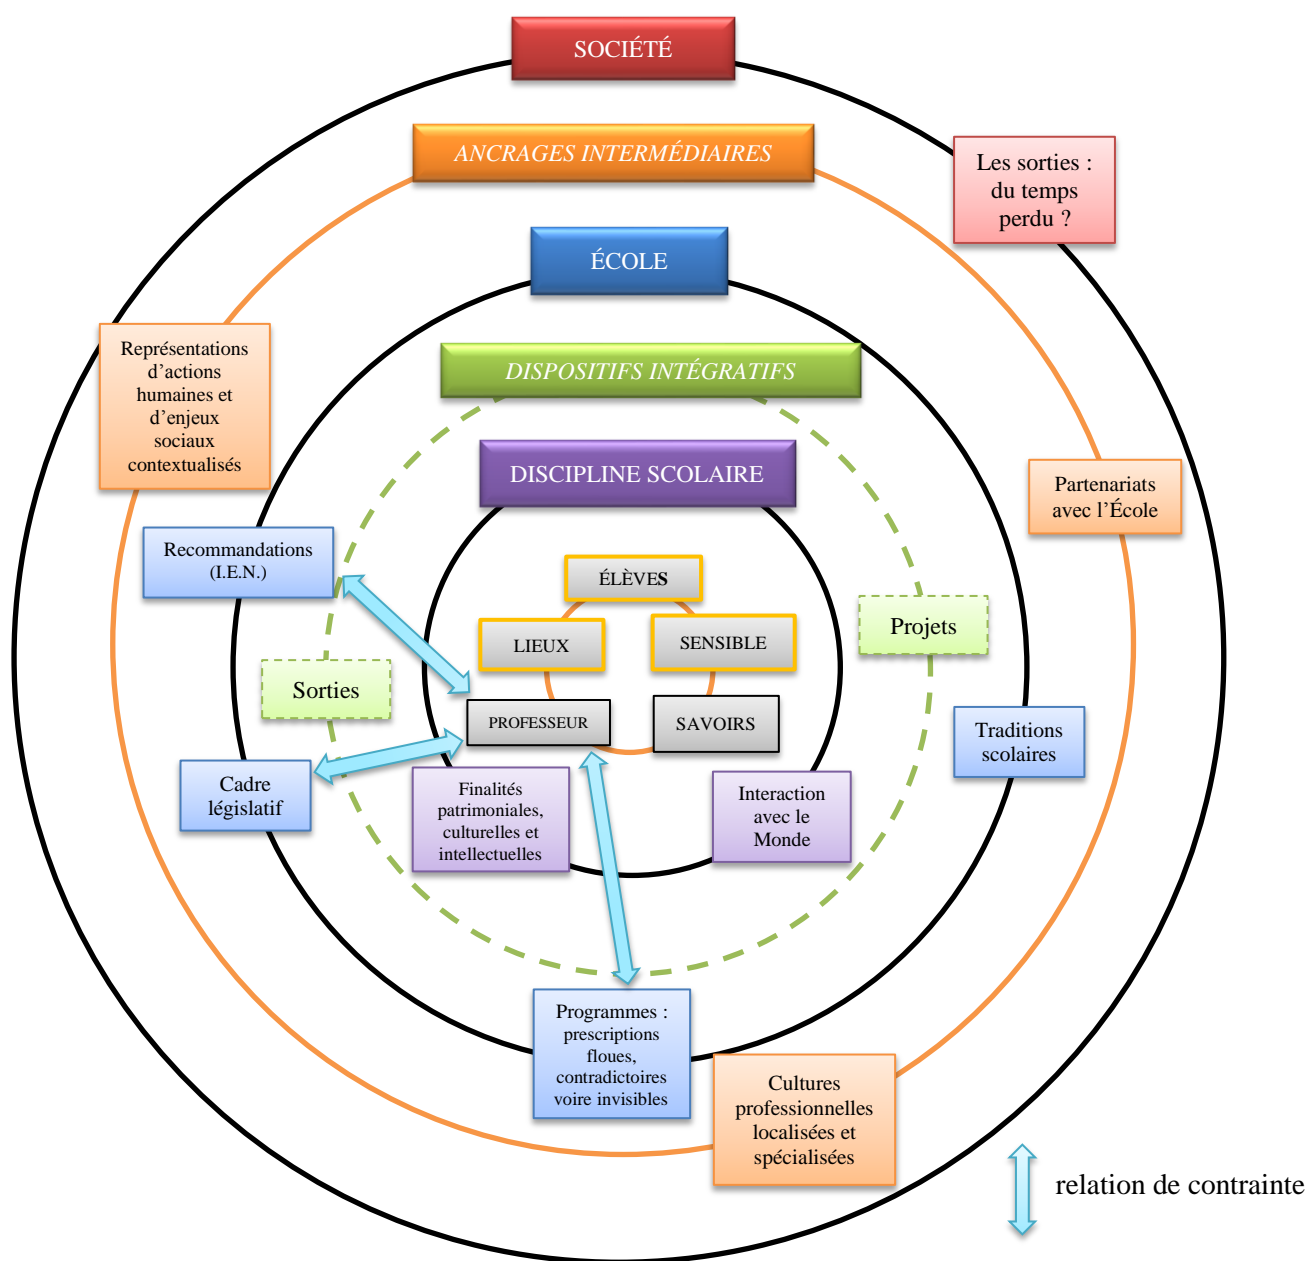 SOCIÉTÉ
ANCRAGES INTERMÉDIAIRES
Les sorties :
du temps
perdu ?
ÉCOLE
Représentations
d’actions
humaines et
d’enjeux
sociaux
contextualisés
DISPOSITIFS INTÉGRATIFS
DISCIPLINE SCOLAIRE
Partenariats
avec l’École
Recommandations
(I.E.N.)
ÉLÈVES
LIEUX
SENSIBLE
Projets
Sorties
PROFESSEUR
SAVOIRS
Traditions
scolaires
Cadre
législatif
Finalités
patrimoniales,
culturelles et
intellectuelles
Interaction
avec le
Monde
Programmes :
prescriptions
floues,
contradictoires
voire invisibles
Cultures
professionnelles
localisées et
spécialisées
relation de contrainte